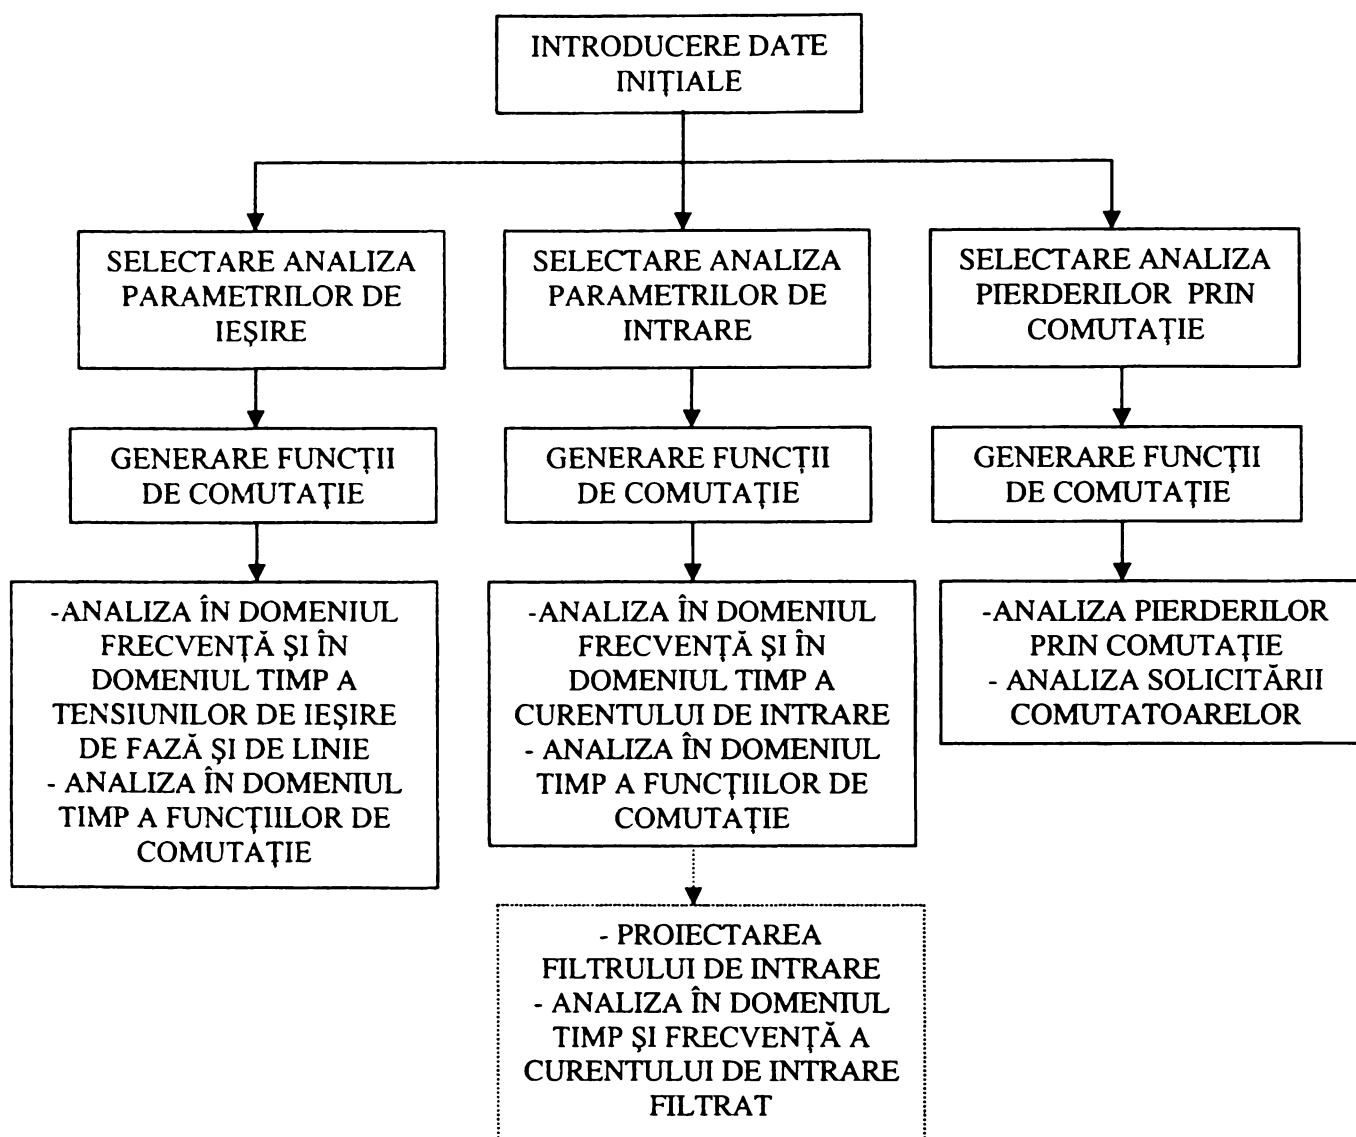 INTRODUCERE DATE
INIȚIALE
SELECTARE ANALIZA
PARAMETRILOR DE
IEȘIRE
SELECTARE ANALIZA
PARAMETRILOR DE
INTRARE
SELECTARE ANALIZA
PIERDERILOR PRIN
COMUTAȚIE
GENERARE FUNCȚII
DE COMUTAȚIE
GENERARE FUNCȚII
DE COMUTAȚIE
GENERARE FUNCȚII
DE COMUTAȚIE
-ANALIZA ÎN DOMENIUL
FRECVENȚĂ ȘI ÎN
DOMENIUL TIMP A
TENSIUNILOR DE IEȘIRE
DE FAZĂ ȘI DE LINIE
- ANALIZA ÎN DOMENIUL
TIMP A FUNCȚIILOR DE
COMUTAȚIE
-ANALIZA ÎN DOMENIUL
FRECVENȚĂ ȘI ÎN
DOMENIUL TIMP A
CURENTULUI DE INTRARE
- ANALIZA ÎN DOMENIUL
TIMP A FUNCȚIILOR DE
COMUTAȚIE
-ANALIZA PIERDERILOR
PRIN COMUTAȚIE
- ANALIZA SOLICITĂRII
COMUTATOARELOR
- PROIECTAREA
FILTRULUI DE INTRARE
- ANALIZA ÎN DOMENIUL
TIMP ȘI FRECVENȚĂ A
CURENTULUI DE INTRARE
FILTRAT